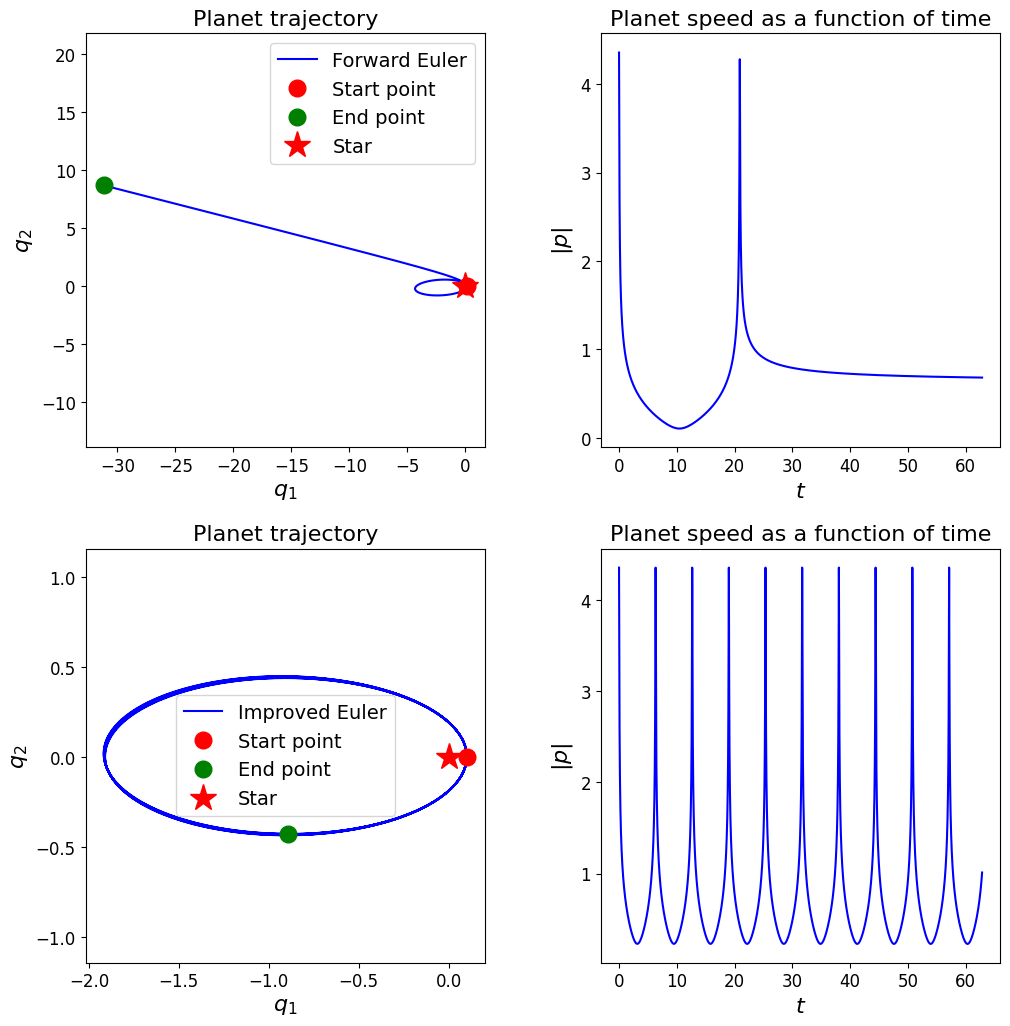 Planet trajectory
20
15
10
5
0
−5
−10
q2
−30
−25
−20
−15
−10
−5
0
q1
Forward Euler
Start point
End point
Star
Planet speed as a function of time
4
3
2
1
0
|p|
0
10
20
30
40
50
60
t
Planet trajectory
1.0
0.5
0.0
−0.5
−1.0
q2
−2.0
−1.5
−1.0
−0.5
0.0
q1
Improved Euler
Start point
End point
Star
Planet speed as a function of time
4
3
2
1
|p|
0
10
20
30
40
50
60
t